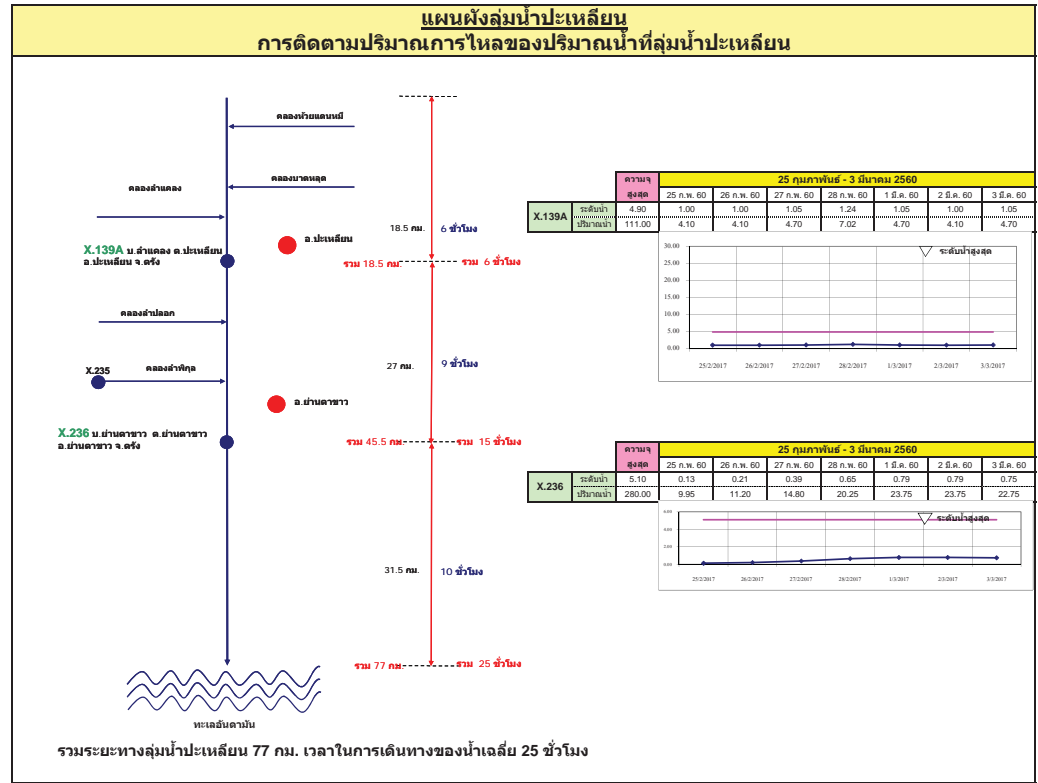 แผนผังลุ่มน้ำปะเหลียน
การติดตามปริมาณการไหลของปริมาณน้ำที่ลุ่มน้ำปะเหลียน
คลองห้วยแดนหมี
คลองบาตหลุด
คลองลำแคลง
18.5 กม. 6 ชั่วโมง
อ.ปะเหลียน
X.139A บ.ลำแคลง ต.ปะเหลียน
อ.ปะเหลียน จ.ตรัง
รวม 18.5 กม. รวม 6 ชั่วโมง
คลองลำปลอก
X.235 คลองลำพิกุล
27 กม. 9 ชั่วโมง
อ.ย่านตาขาว
X.236 บ.ย่านตาขาว ต.ย่านตาขาว
อ.ย่านตาขาว จ.ตรัง
รวม 45.5 กม. รวม 15 ชั่วโมง
31.5 กม. 10 ชั่วโมง
รวม 77 กม. รวม 25 ชั่วโมง
ทะเลอันดามัน
ความจุ 25 กุมภาพันธ์ - 3 มีนาคม 2560
สูงสุด 25 ก.พ. 60 26 ก.พ. 60 27 ก.พ. 60 28 ก.พ. 60 1 มี.ค. 60 2 มี.ค. 60 3 มี.ค. 60
X.139A ระดับน้ำ 4.90 1.00 1.00 1.05 1.24 1.05 1.00 1.05
ปริมาณน้ำ 111.00 4.10 4.10 4.70 7.02 4.70 4.10 4.70
ระดับน้ำสูงสุด
30.00
25.00
20.00
15.00
10.00
5.00
0.00
25/2/2017 26/2/2017 27/2/2017 28/2/2017 1/3/2017 2/3/2017 3/3/2017
ความจุ 25 กุมภาพันธ์ - 3 มีนาคม 2560
สูงสุด 25 ก.พ. 60 26 ก.พ. 60 27 ก.พ. 60 28 ก.พ. 60 1 มี.ค. 60 2 มี.ค. 60 3 มี.ค. 60
X.236 ระดับน้ำ 5.10 0.13 0.21 0.39 0.65 0.79 0.79 0.75
ปริมาณน้ำ 280.00 9.95 11.20 14.80 20.25 23.75 23.75 22.75
ระดับน้ำสูงสุด
6.00
4.00
2.00
0.00
25/2/2017 26/2/2017 27/2/2017 28/2/2017 1/3/2017 2/3/2017 3/3/2017
รวมระยะทางลุ่มน้ำปะเหลียน 77 กม. เวลาในการเดินทางของน้ำเฉลี่ย 25 ชั่วโมง